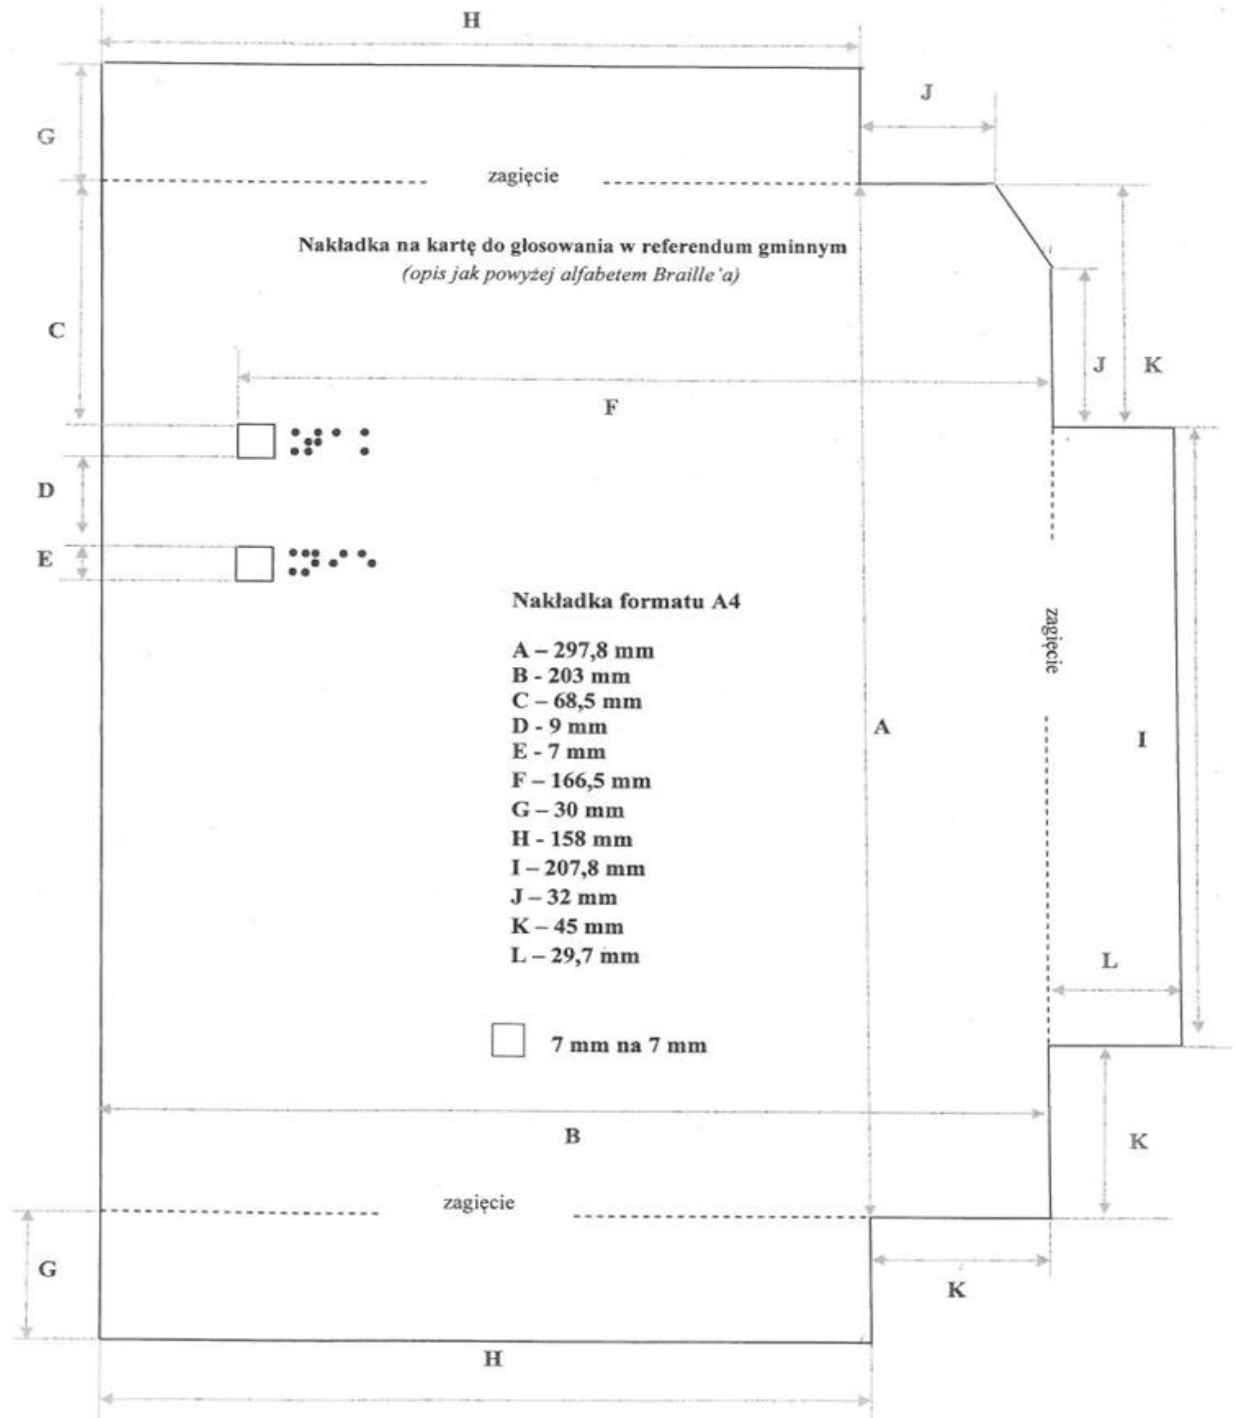 H
J
G
zagięcie
Nakładka na kartę do głosowania w referendum gminnym
(opis jak powyżej alfabetem Braille'a)
C
J
K
F
D
E
Nakładka formatu A4
zagięcie
A – 297,8 mm
B - 203 mm
C – 68,5 mm
D - 9 mm
E - 7 mm
F – 166,5 mm
G – 30 mm
H - 158 mm
I – 207,8 mm
J – 32 mm
K – 45 mm
L – 29,7 mm
A
I
L
7 mm na 7 mm
B
K
zagięcie
G
K
H